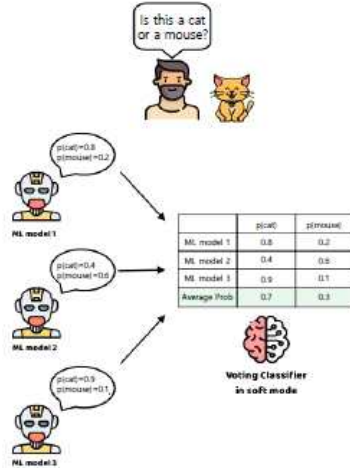 Is this a cat
or a mouse?
p(cat)=0.8
p(mouse)=0.2
ML model 1
p(cat)=0.4
p(mouse)=0.6
ML model 2
p(cat)=0.9
p(mouse)=0.1
ML model 3
p(cat) p(mouse)
ML model 1 0.8 0.2
ML model 2 0.4 0.6
ML model 3 0.9 0.1
Average Prob 0.7 0.3
Voting Classifier
in soft mode